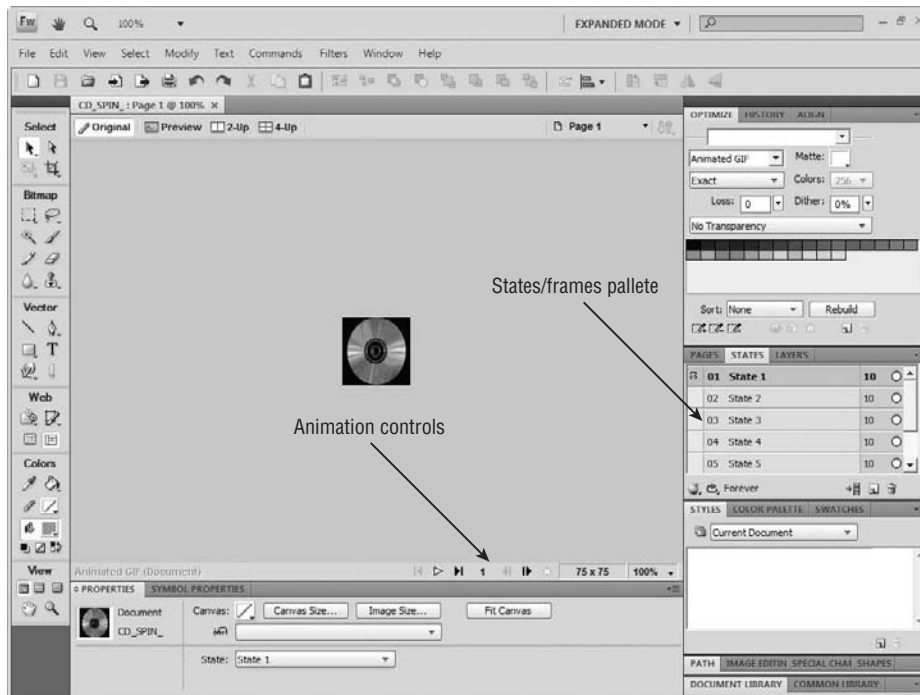 Fw 100% EXPANDED MODE
File Edit View Select Modify Text Commands Filters Window Help
CD_SPIN_ : Page 1 @ 100% ×
Select
Original Preview 2-Up 4-Up Page 1
Bitmap
Vector
Web
Colors
View
OPTIMIZE HISTORY ALIGN
Animated GIF Matte:
Exact Colors: 256
Loss: 0 Dither: 0%
No Transparency
Sort: None Rebuild
States/frames pallete
PAGES STATES LAYERS
01 State 1 10
02 State 2 10
03 State 3 10
04 State 4 10
05 State 5 10
Forever
Animation controls
STYLES COLOR PALETTE SWATCHES
Current Document
Animated GIF (Document) 1 75 x 75 100%
PROPERTIES SYMBOL PROPERTIES
Document Canvas: Canvas Size... Image Size... Fit Canvas
CD_SPIN_
State: State 1
PATH IMAGE EDITIN SPECIAL CHAI SHAPES
DOCUMENT LIBRARY COMMON LIBRARY